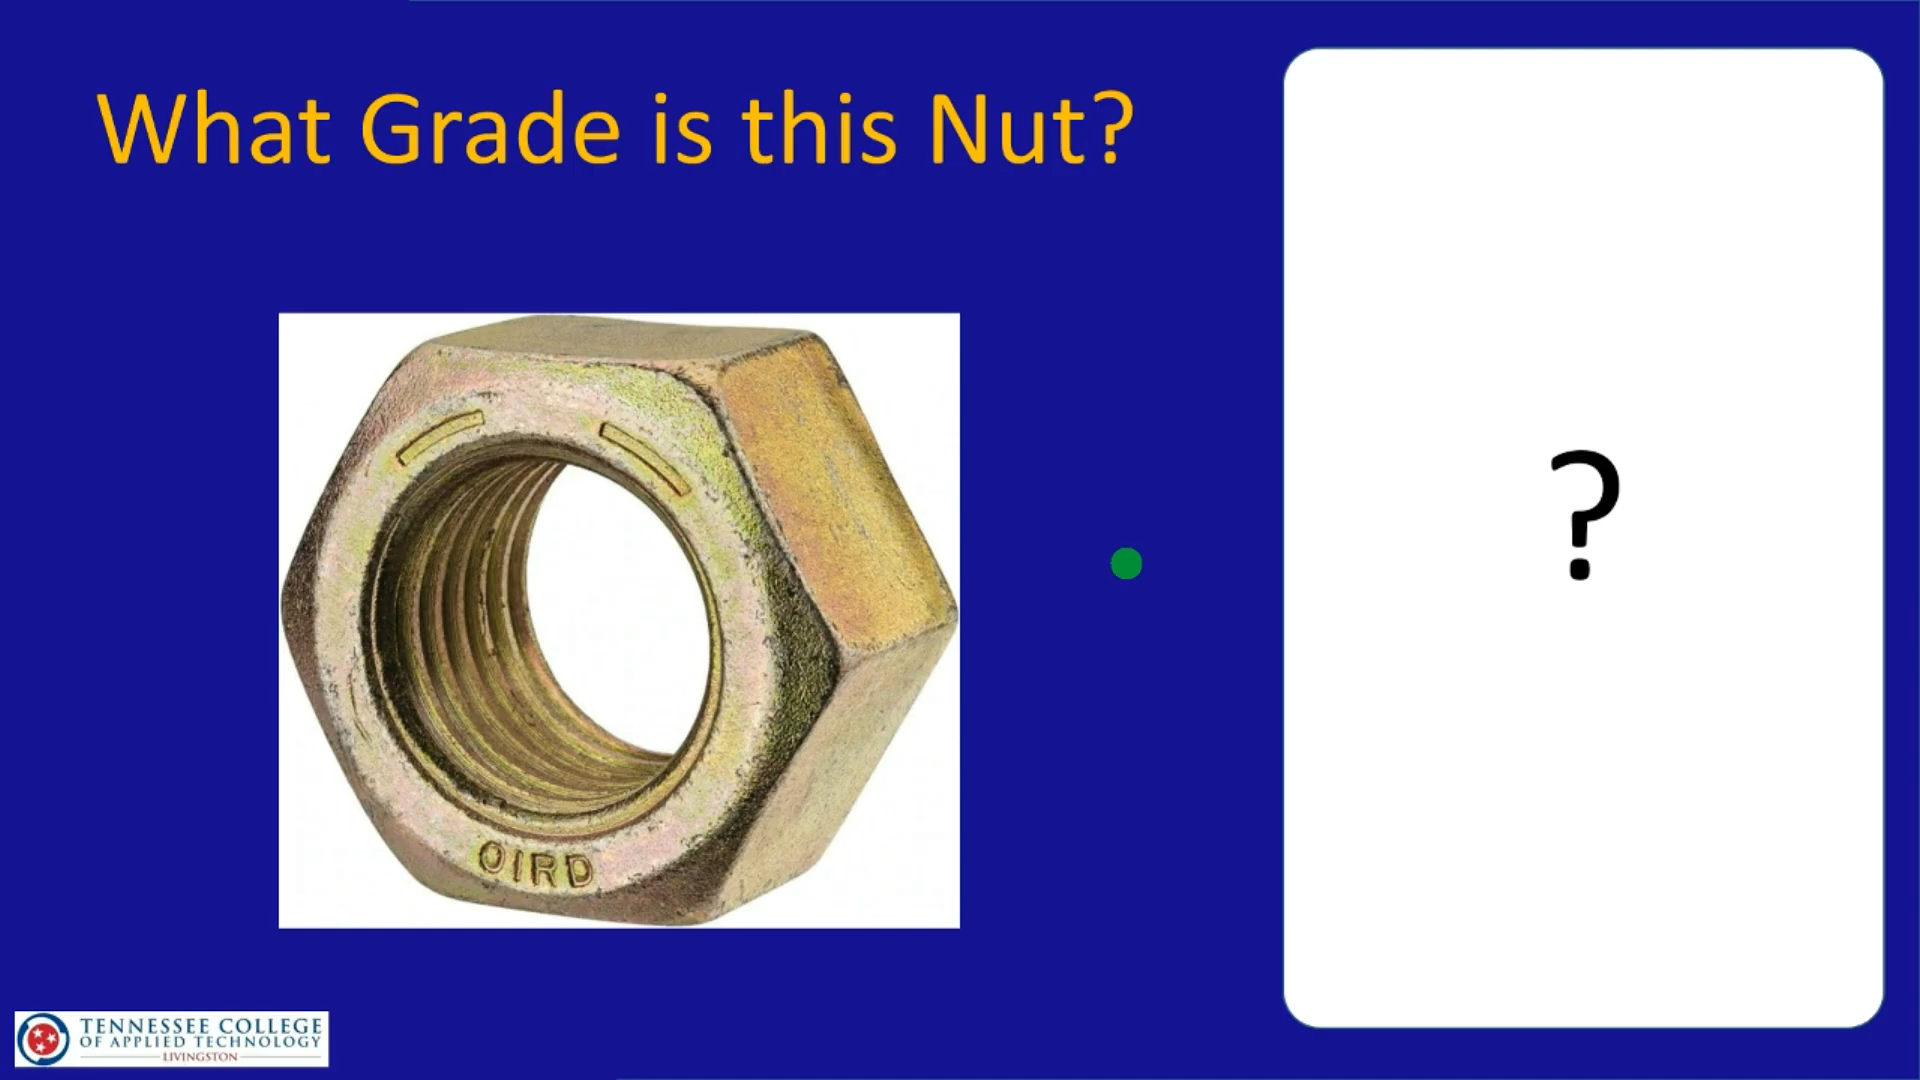 What Grade is this Nut?
?
OIRD
TENNESSEE COLLEGE
OF APPLIED TECHNOLOGY
LIVINGSTON